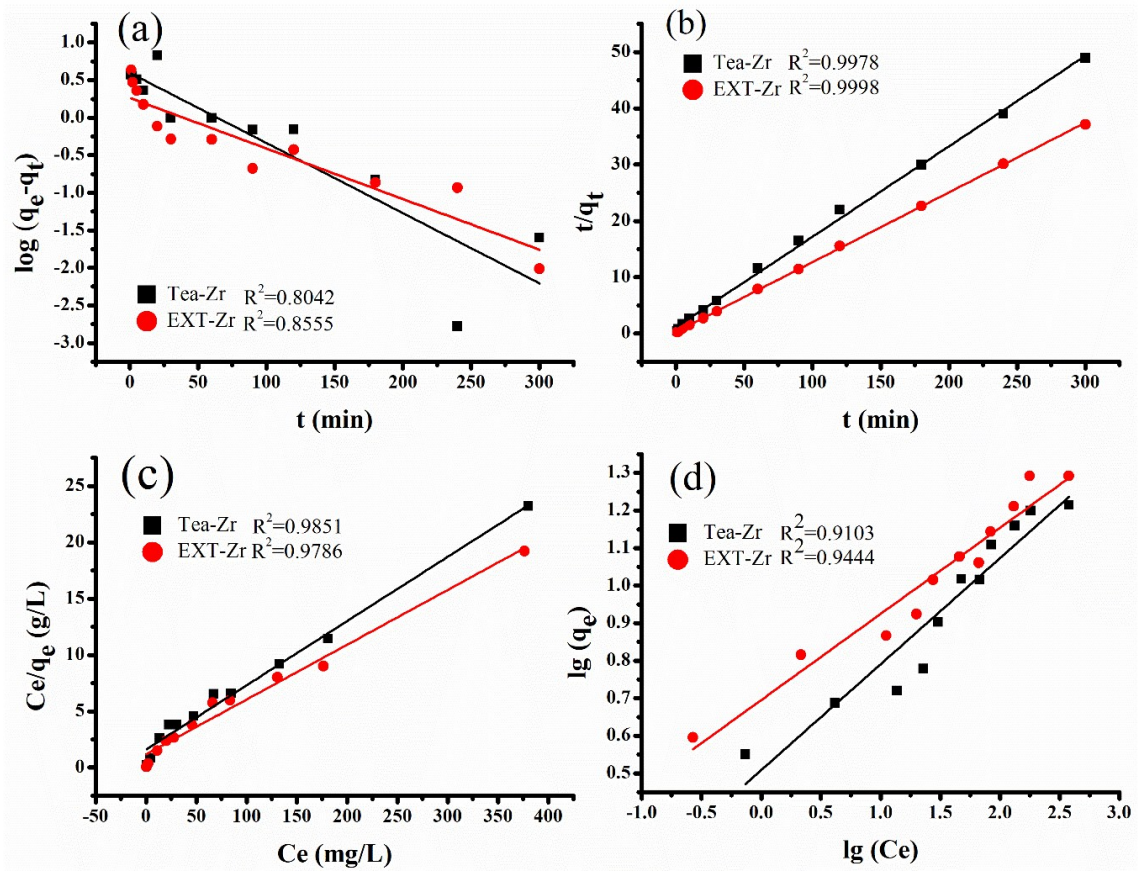 (a)
1.0
0.5
0.0
-0.5
-1.0
-1.5
-2.0
-2.5
-3.0
log (qe-qt)
Tea-Zr R²=0.8042
EXT-Zr R²=0.8555
0 50 100 150 200 250 300
t (min)
(b)
50
40
30
20
10
0
t/qt
Tea-Zr R²=0.9978
EXT-Zr R²=0.9998
0 50 100 150 200 250 300
t (min)
(c)
25
20
15
10
5
0
Ce/qe (g/L)
Tea-Zr R²=0.9851
EXT-Zr R²=0.9786
-50 0 50 100 150 200 250 300 350 400
Ce (mg/L)
(d)
1.3
1.2
1.1
1.0
0.9
0.8
0.7
0.6
0.5
lg (qe)
Tea-Zr R²=0.9103
EXT-Zr R²=0.9444
-1.0 -0.5 0.0 0.5 1.0 1.5 2.0 2.5 3.0
lg (Ce)